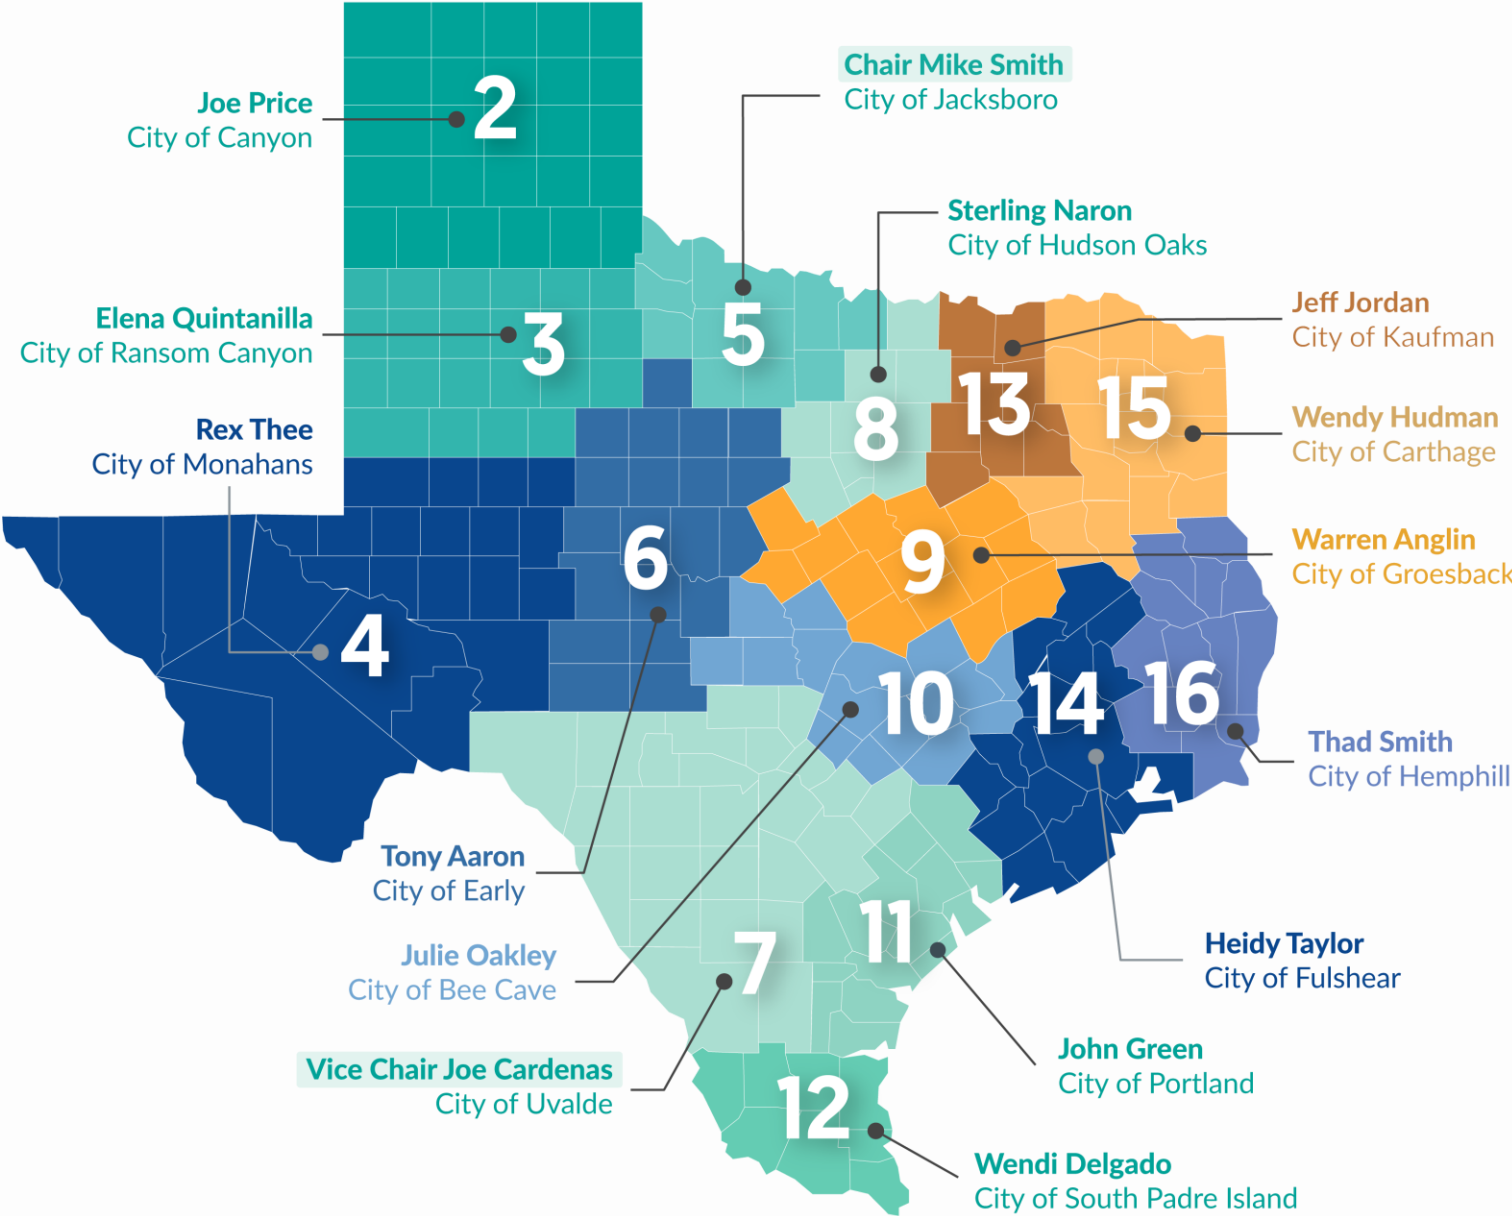 Chair Mike Smith
City of Jacksboro
2
Joe Price
City of Canyon
Sterling Naron
City of Hudson Oaks
Elena Quintanilla
City of Ransom Canyon
3
5
Jeff Jordan
City of Kaufman
13
15
8
Rex Thee
City of Monahans
Wendy Hudman
City of Carthage
6
9
Warren Anglin
City of Groesback
4
10
14
16
Thad Smith
City of Hemphill
Tony Aaron
City of Early
11
Julie Oakley
City of Bee Cave
7
Heidy Taylor
City of Fulshear
Vice Chair Joe Cardenas
City of Uvalde
John Green
City of Portland
12
Wendi Delgado
City of South Padre Island